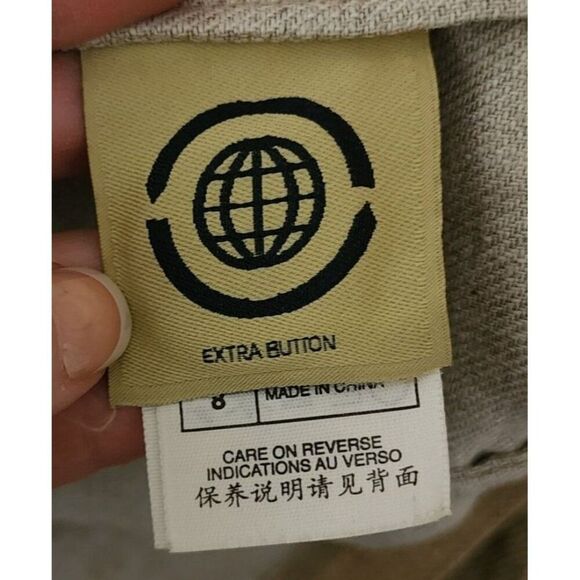 EXTRA BUTTON
8
MADE IN CHINA
CARE ON REVERSE
INDICATIONS AU VERSO
保养说明请见背面